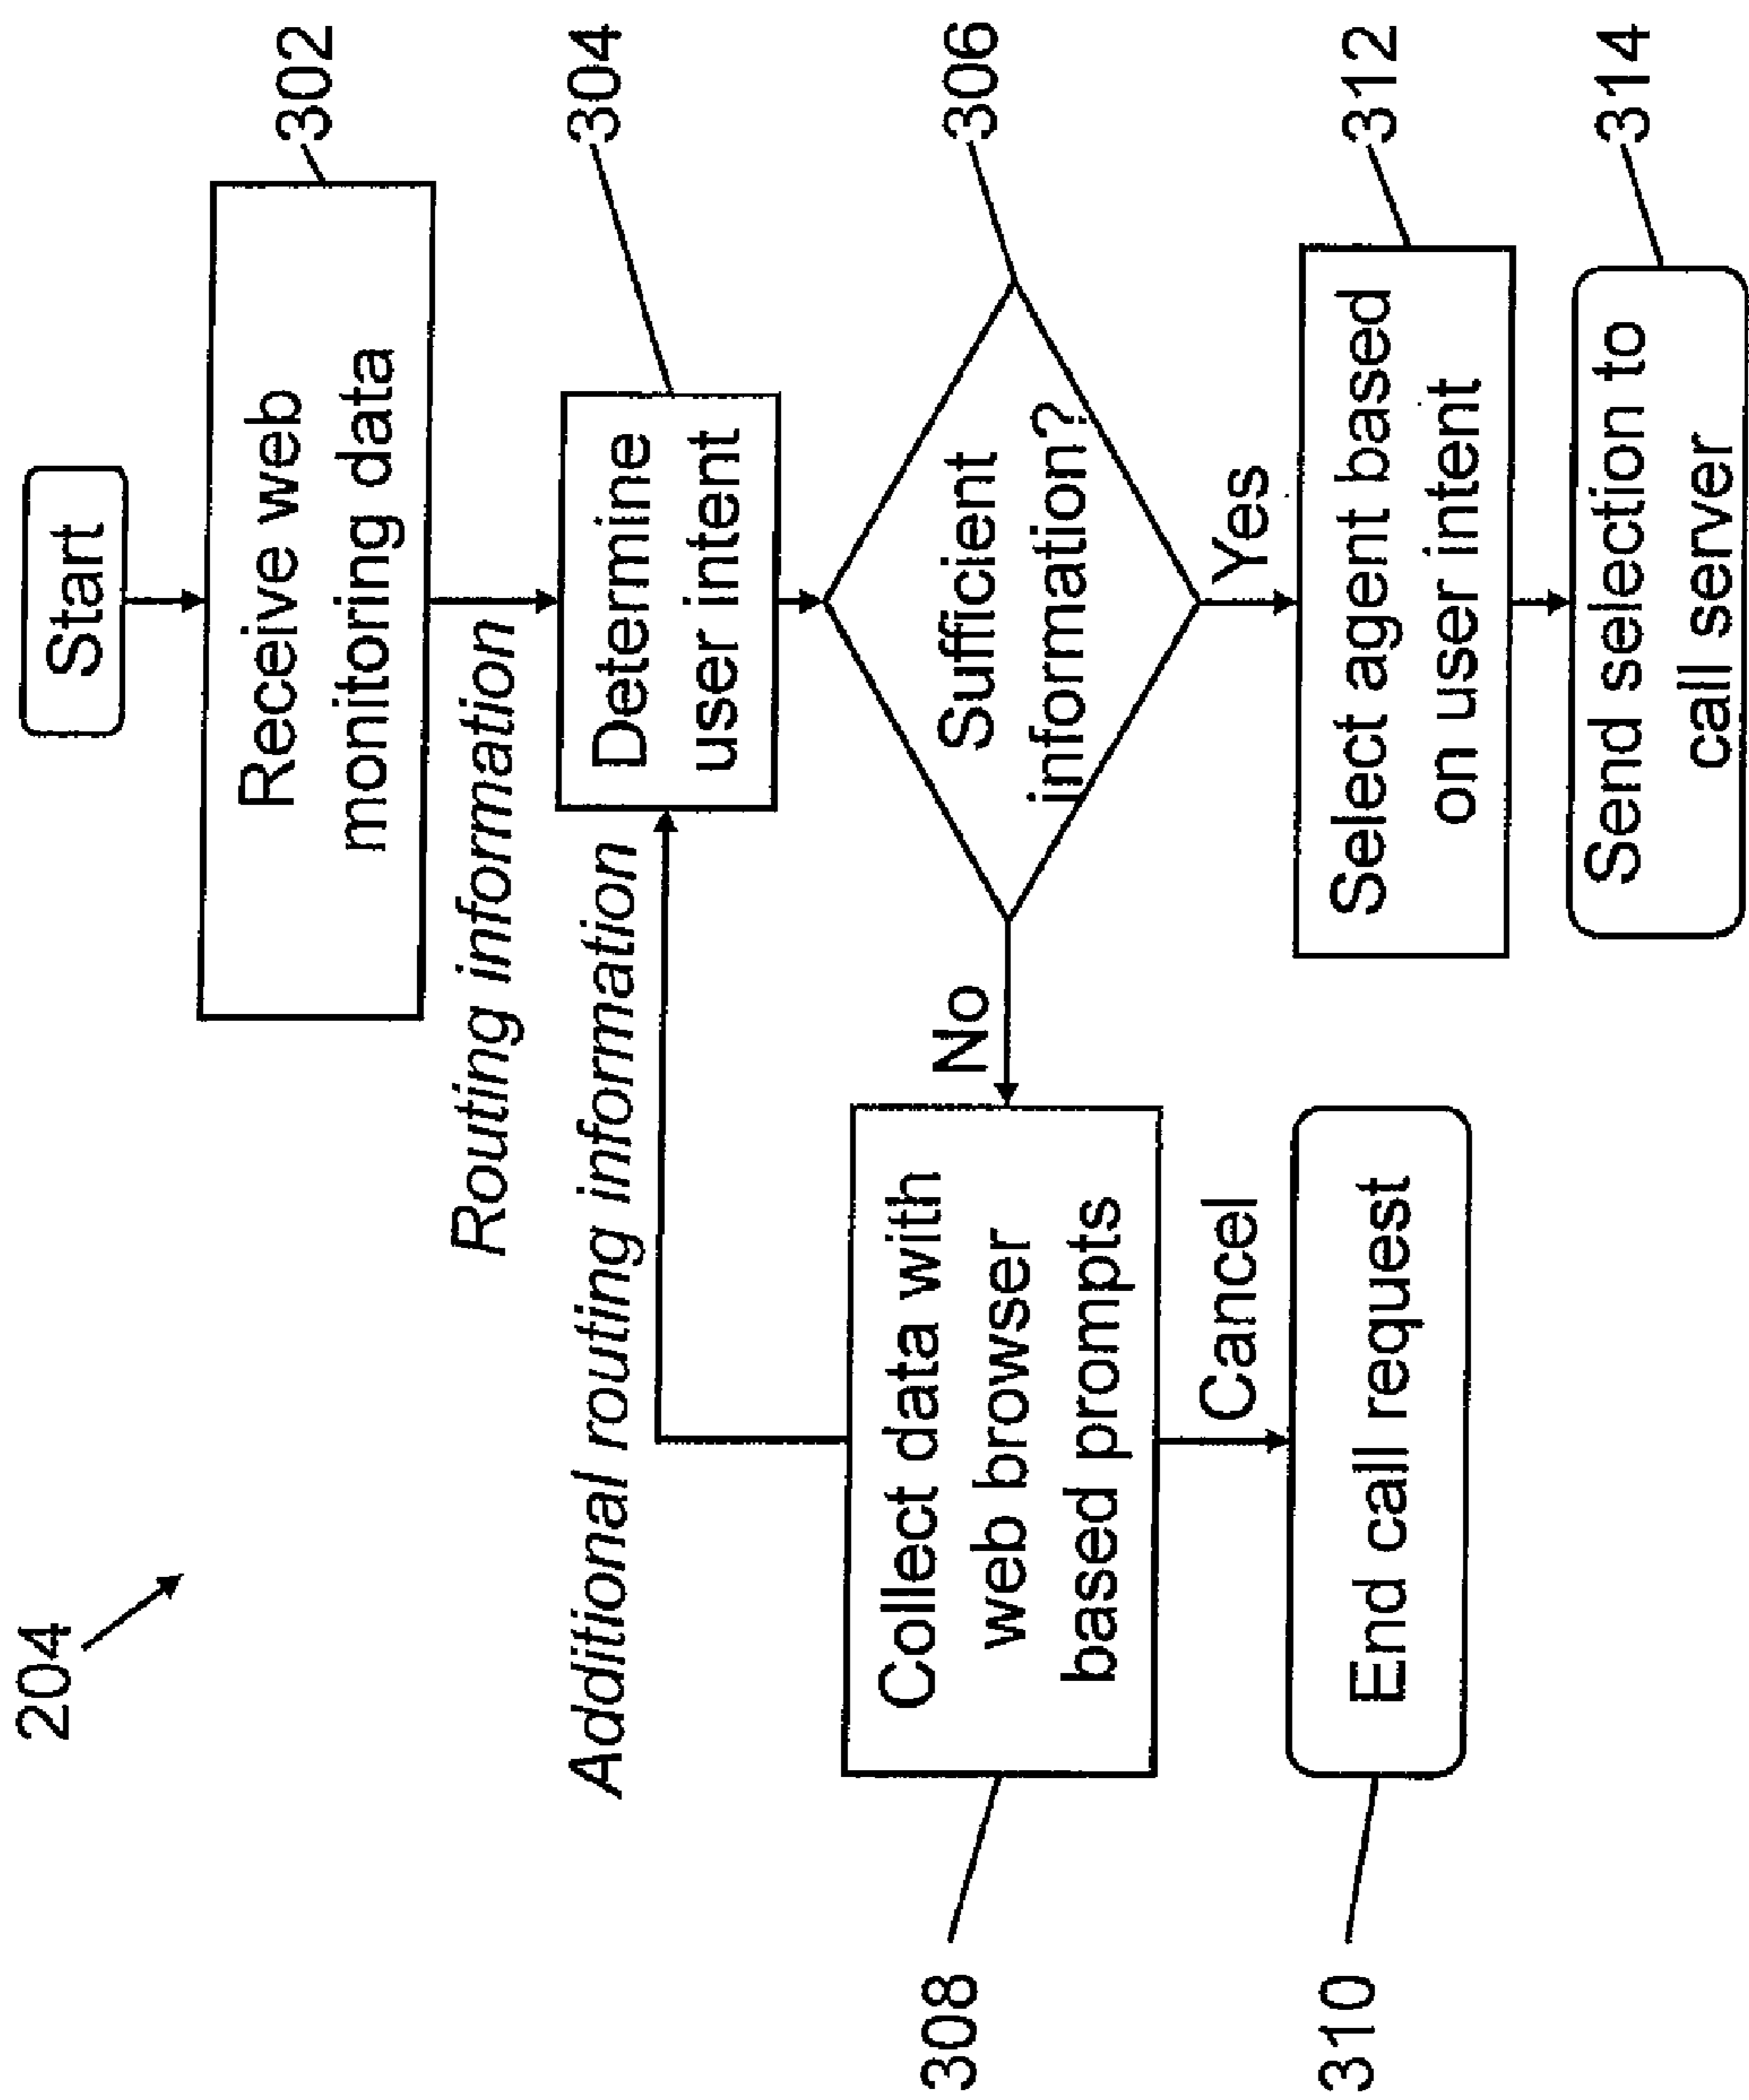 204
Start
Receive web
monitoring data
302
Routing information
Additional routing information
Determine
user intent
304
Sufficient
information?
306
No
Yes
Collect data with
web browser
based prompts
308
Cancel
End call request
310
Select agent based
on user intent
312
Send selection to
call server
314